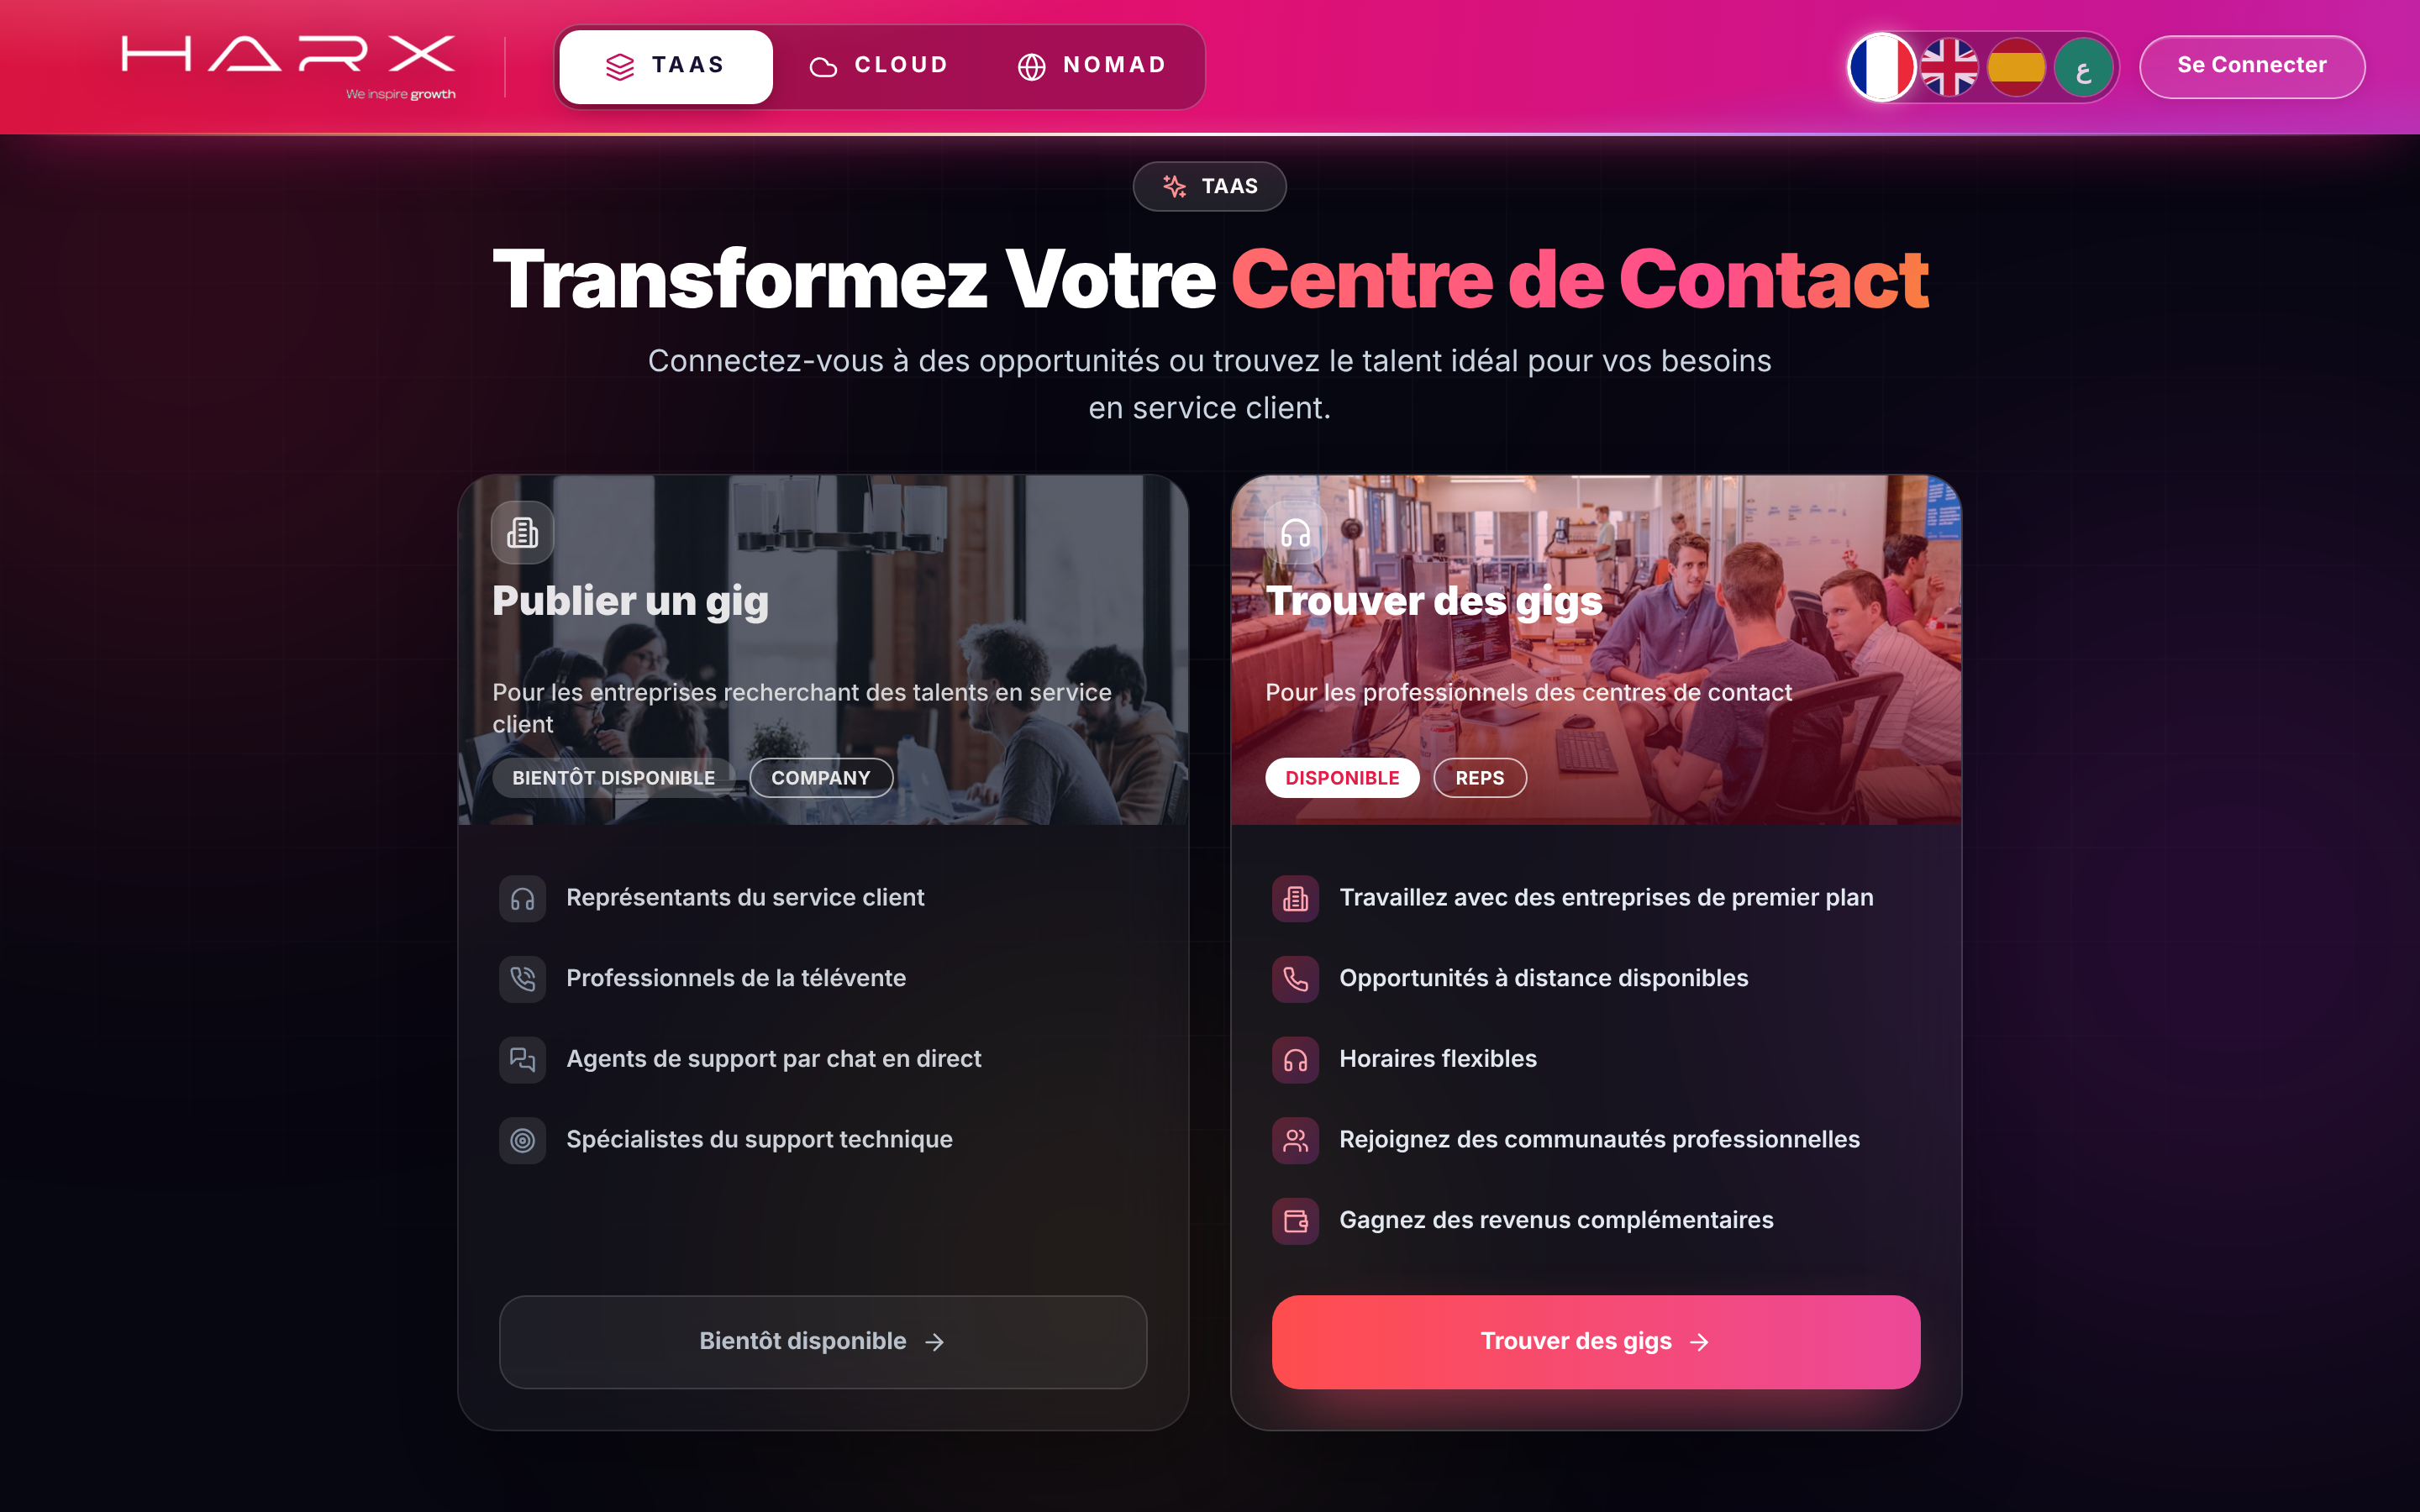 HARX
We inspire growth
TAAS
CLOUD
NOMAD
ع
Se Connecter
TAAS
Transformez Votre Centre de Contact
Connectez-vous à des opportunités ou trouvez le talent idéal pour vos besoins
en service client.
Publier un gig
Pour les entreprises recherchant des talents en service
client
BIENTÔT DISPONIBLE
COMPANY
Représentants du service client
Professionnels de la télévente
Agents de support par chat en direct
Spécialistes du support technique
Bientôt disponible
Trouver des gigs
Pour les professionnels des centres de contact
DISPONIBLE
REPS
Travaillez avec des entreprises de premier plan
Opportunités à distance disponibles
Horaires flexibles
Rejoignez des communautés professionnelles
Gagnez des revenus complémentaires
Trouver des gigs